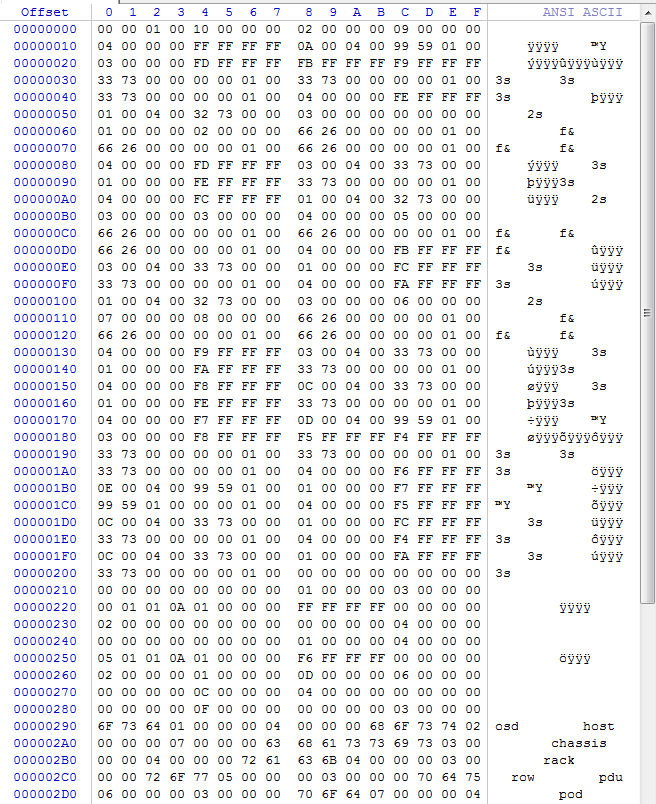 Offset 0 1 2 3 4 5 6 7 8 9 A B C D E F ANSI ASCII
00000000 00 00 01 00 10 00 00 00 02 00 00 00 09 00 00 00
00000010 04 00 00 00 FF FF FF FF 0A 00 04 00 99 59 01 00 ÿÿÿÿ ™Y
00000020 03 00 00 00 FD FF FF FF FB FF FF FF F9 FF FF FF ýÿÿÿûÿÿÿùÿÿÿ
00000030 33 73 00 00 00 00 01 00 33 73 00 00 00 00 01 00 3s 3s
00000040 33 73 00 00 00 00 01 00 04 00 00 00 FE FF FF FF 3s þÿÿÿ
00000050 01 00 04 00 32 73 00 00 03 00 00 00 00 00 00 00 2s
00000060 01 00 00 00 02 00 00 00 66 26 00 00 00 00 01 00 f&
00000070 66 26 00 00 00 00 01 00 66 26 00 00 00 00 01 00 f& f&
00000080 04 00 00 00 FD FF FF FF 03 00 04 00 33 73 00 00 ýÿÿÿ 3s
00000090 01 00 00 00 FE FF FF FF 33 73 00 00 00 00 01 00 þÿÿÿ3s
000000A0 04 00 00 00 FC FF FF FF 01 00 04 00 32 73 00 00 üÿÿÿ 2s
000000B0 03 00 00 00 03 00 00 00 04 00 00 00 05 00 00 00
000000C0 66 26 00 00 00 00 01 00 66 26 00 00 00 00 01 00 f& f&
000000D0 66 26 00 00 00 00 01 00 04 00 00 00 FB FF FF FF f& ûÿÿÿ
000000E0 03 00 04 00 33 73 00 00 01 00 00 00 FC FF FF FF 3s üÿÿÿ
000000F0 33 73 00 00 00 00 01 00 04 00 00 00 FA FF FF FF 3s úÿÿÿ
00000100 01 00 04 00 32 73 00 00 03 00 00 00 06 00 00 00 2s
00000110 07 00 00 00 08 00 00 00 66 26 00 00 00 00 01 00 f&
00000120 66 26 00 00 00 00 01 00 66 26 00 00 00 00 01 00 f& f&
00000130 04 00 00 00 F9 FF FF FF 03 00 04 00 33 73 00 00 ùÿÿÿ 3s
00000140 01 00 00 00 FA FF FF FF 33 73 00 00 00 00 01 00 úÿÿÿ3s
00000150 04 00 00 00 F8 FF FF FF 0C 00 04 00 33 73 00 00 øÿÿÿ 3s
00000160 01 00 00 00 FE FF FF FF 33 73 00 00 00 00 01 00 þÿÿÿ3s
00000170 04 00 00 00 F7 FF FF FF 0D 00 04 00 99 59 01 00 ÷ÿÿÿ ™Y
00000180 03 00 00 00 F8 FF FF FF F5 FF FF FF F4 FF FF FF øÿÿÿõÿÿÿôÿÿÿ
00000190 33 73 00 00 00 00 01 00 33 73 00 00 00 00 01 00 3s 3s
000001A0 33 73 00 00 00 00 01 00 04 00 00 00 F6 FF FF FF 3s öÿÿÿ
000001B0 0E 00 04 00 99 59 01 00 01 00 00 00 F7 FF FF FF ™Y ÷ÿÿÿ
000001C0 99 59 01 00 00 00 01 00 04 00 00 00 F5 FF FF FF ™Y õÿÿÿ
000001D0 0C 00 04 00 33 73 00 00 01 00 00 00 FC FF FF FF 3s üÿÿÿ
000001E0 33 73 00 00 00 00 01 00 04 00 00 00 F4 FF FF FF 3s ôÿÿÿ
000001F0 0C 00 04 00 33 73 00 00 01 00 00 00 FA FF FF FF 3s úÿÿÿ
00000200 33 73 00 00 00 00 01 00 00 00 00 00 00 00 00 00 3s
00000210 00 00 00 00 00 00 00 00 01 00 00 00 03 00 00 00
00000220 00 01 01 0A 01 00 00 00 FF FF FF FF 00 00 00 00 ÿÿÿÿ
00000230 02 00 00 00 00 00 00 00 00 00 00 00 04 00 00 00
00000240 00 00 00 00 00 00 00 00 01 00 00 00 04 00 00 00
00000250 05 01 01 0A 01 00 00 00 F6 FF FF FF 00 00 00 00 öÿÿÿ
00000260 02 00 00 00 01 00 00 00 0D 00 00 00 06 00 00 00
00000270 00 00 00 00 0C 00 00 00 04 00 00 00 00 00 00 00
00000280 00 00 00 00 0F 00 00 00 00 00 00 00 03 00 00 00
00000290 6F 73 64 01 00 00 00 04 00 00 00 68 6F 73 74 02 osd host
000002A0 00 00 00 07 00 00 00 63 68 61 73 73 69 73 03 00 chassis
000002B0 00 00 04 00 00 00 72 61 63 6B 04 00 00 00 03 00 rack
000002C0 00 00 72 6F 77 05 00 00 00 03 00 00 00 70 64 75 row pdu
000002D0 06 00 00 00 03 00 00 00 70 6F 64 07 00 00 00 04 pod